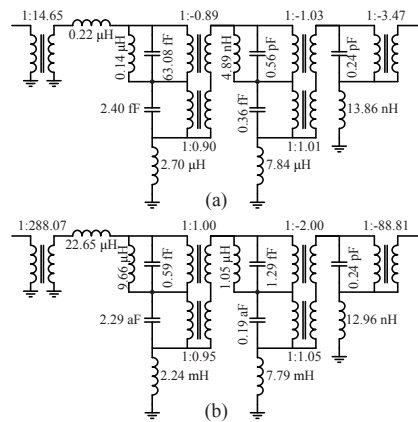 1:14.65 1:-0.89 1:-1.03 1:-3.47
0.22 μH
0.14 μH 63.08 fF 4.89 nH 0.56 pF 0.24 pF
2.40 fF 0.36 fF 13.86 nH
1:0.90 1:1.01
2.70 μH 7.84 μH
(a)
1:288.07 1:1.00 1:-2.00 1:-88.81
22.65 μH
9.66 μH 0.59 fF 1.05 μH 1.29 fF 0.24 pF
2.29 aF 0.19 aF 12.96 nH
1:0.95 1:1.05
2.24 mH 7.79 mH
(b)